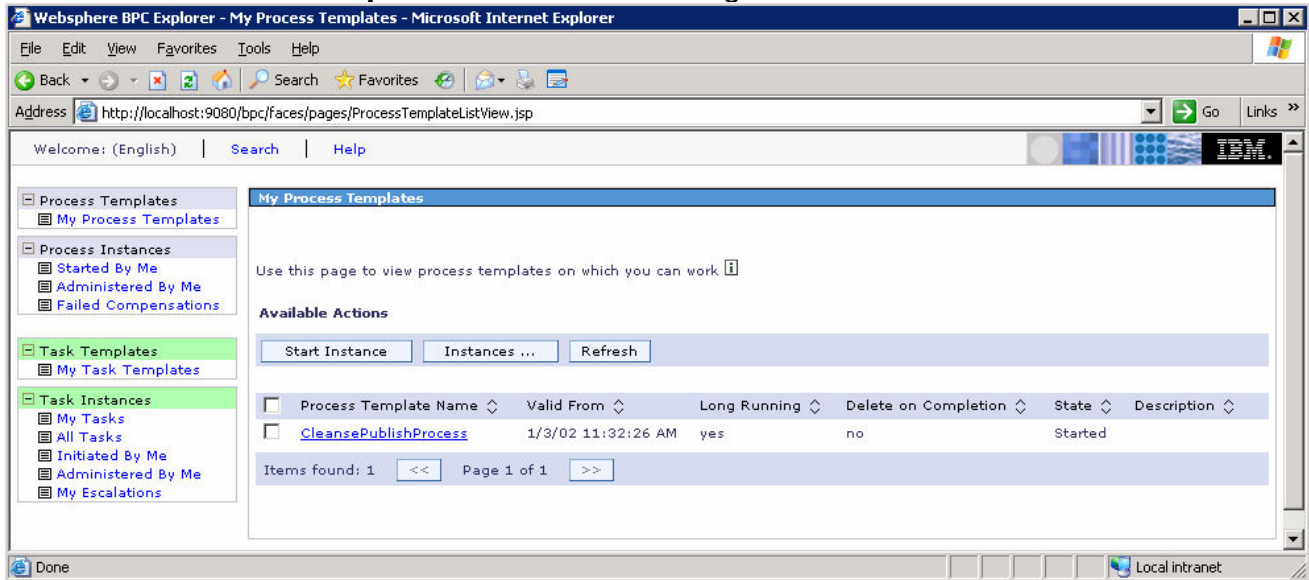 Websphere BPC Explorer - My Process Templates - Microsoft Internet Explorer
File Edit View Favorites Tools Help
Back Search Favorites
Address http://localhost:9080/bpc/faces/pages/ProcessTemplateListView.jsp Go Links »
Welcome: (English) | Search | Help IBM.
Process Templates
My Process Templates
Process Instances
Started By Me
Administered By Me
Failed Compensations
Task Templates
My Task Templates
Task Instances
My Tasks
All Tasks
Initiated By Me
Administered By Me
My Escalations
My Process Templates
Use this page to view process templates on which you can work i
Available Actions
Start Instance Instances ... Refresh
Process Template Name Valid From Long Running Delete on Completion State Description
CleansePublishProcess 1/3/02 11:32:26 AM yes no Started
Items found: 1 << Page 1 of 1 >>
Done Local intranet